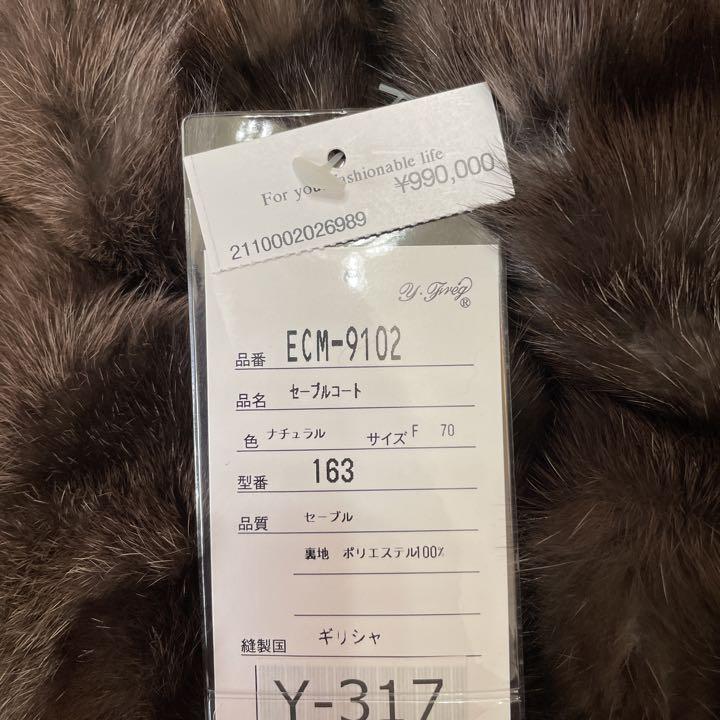 For your fashionable life
¥990,000
2110002026989
Y. Frég ®
品番 ECM-9102
品名 セーブルコート
色 ナチュラル サイズ F 70
型番 163
品質 セーブル
裏地 ポリエステル100%
縫製国 ギリシャ
Y-317